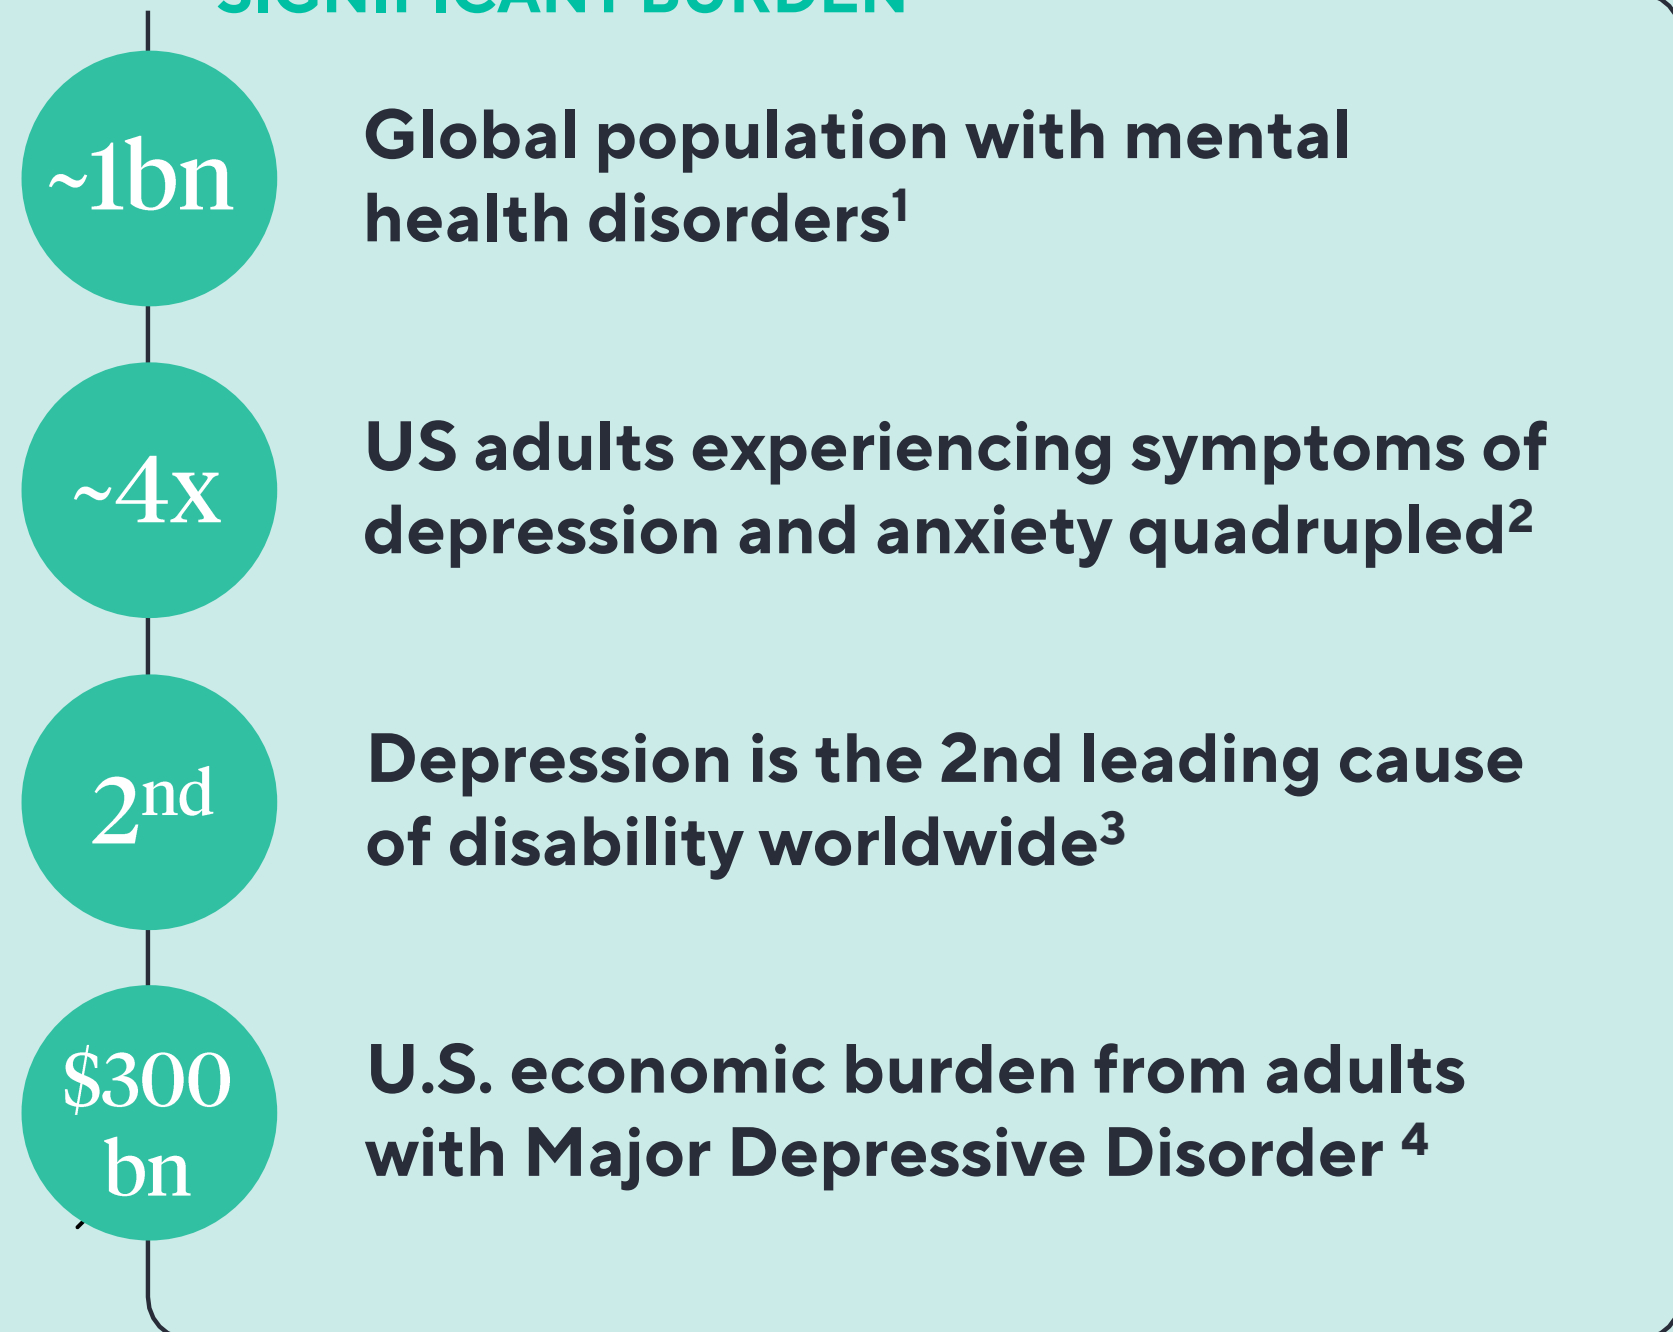 SIGNIFICANT BURDEN
~1bn
Global population with mental
health disorders¹
~4x
US adults experiencing symptoms of
depression and anxiety quadrupled²
2nd
Depression is the 2nd leading cause
of disability worldwide³
$300
bn
U.S. economic burden from adults
with Major Depressive Disorder ⁴